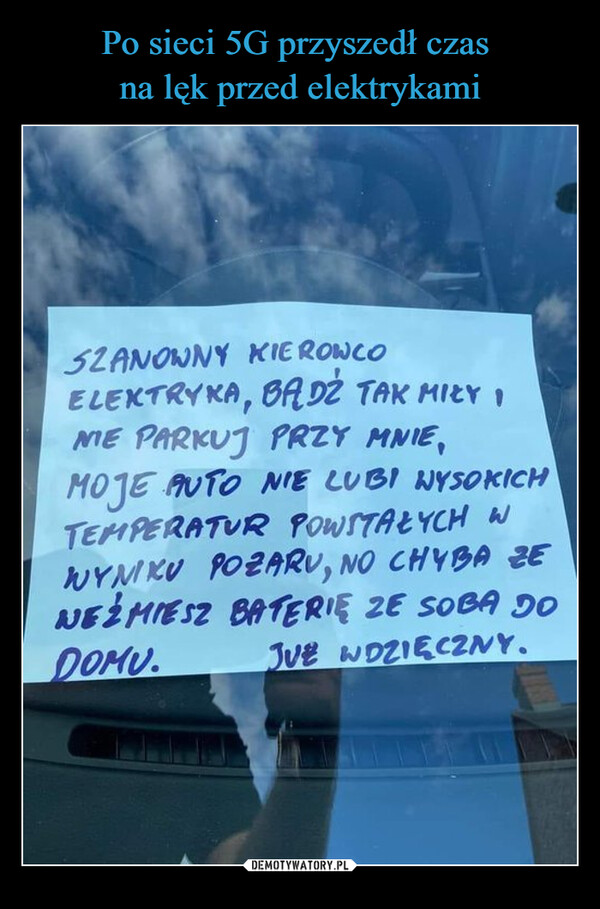 Po sieci 5G przyszedł czas
na lęk przed elektrykami
SZANOWNY KIEROWCO
ELEKTRYKA, BĄDŹ TAK MIŁY I
NIE PARKUJ PRZY MNIE,
MOJE AUTO NIE LUBI WYSOKICH
TEMPERATUR POWSTAŁYCH W
WYNIKU POŻARU, NO CHYBA ŻE
WEŹMIESZ BATERIĘ ZE SOBĄ DO
DOMU. JUŻ WDZIĘCZNY.
DEMOTYWATORY.PL